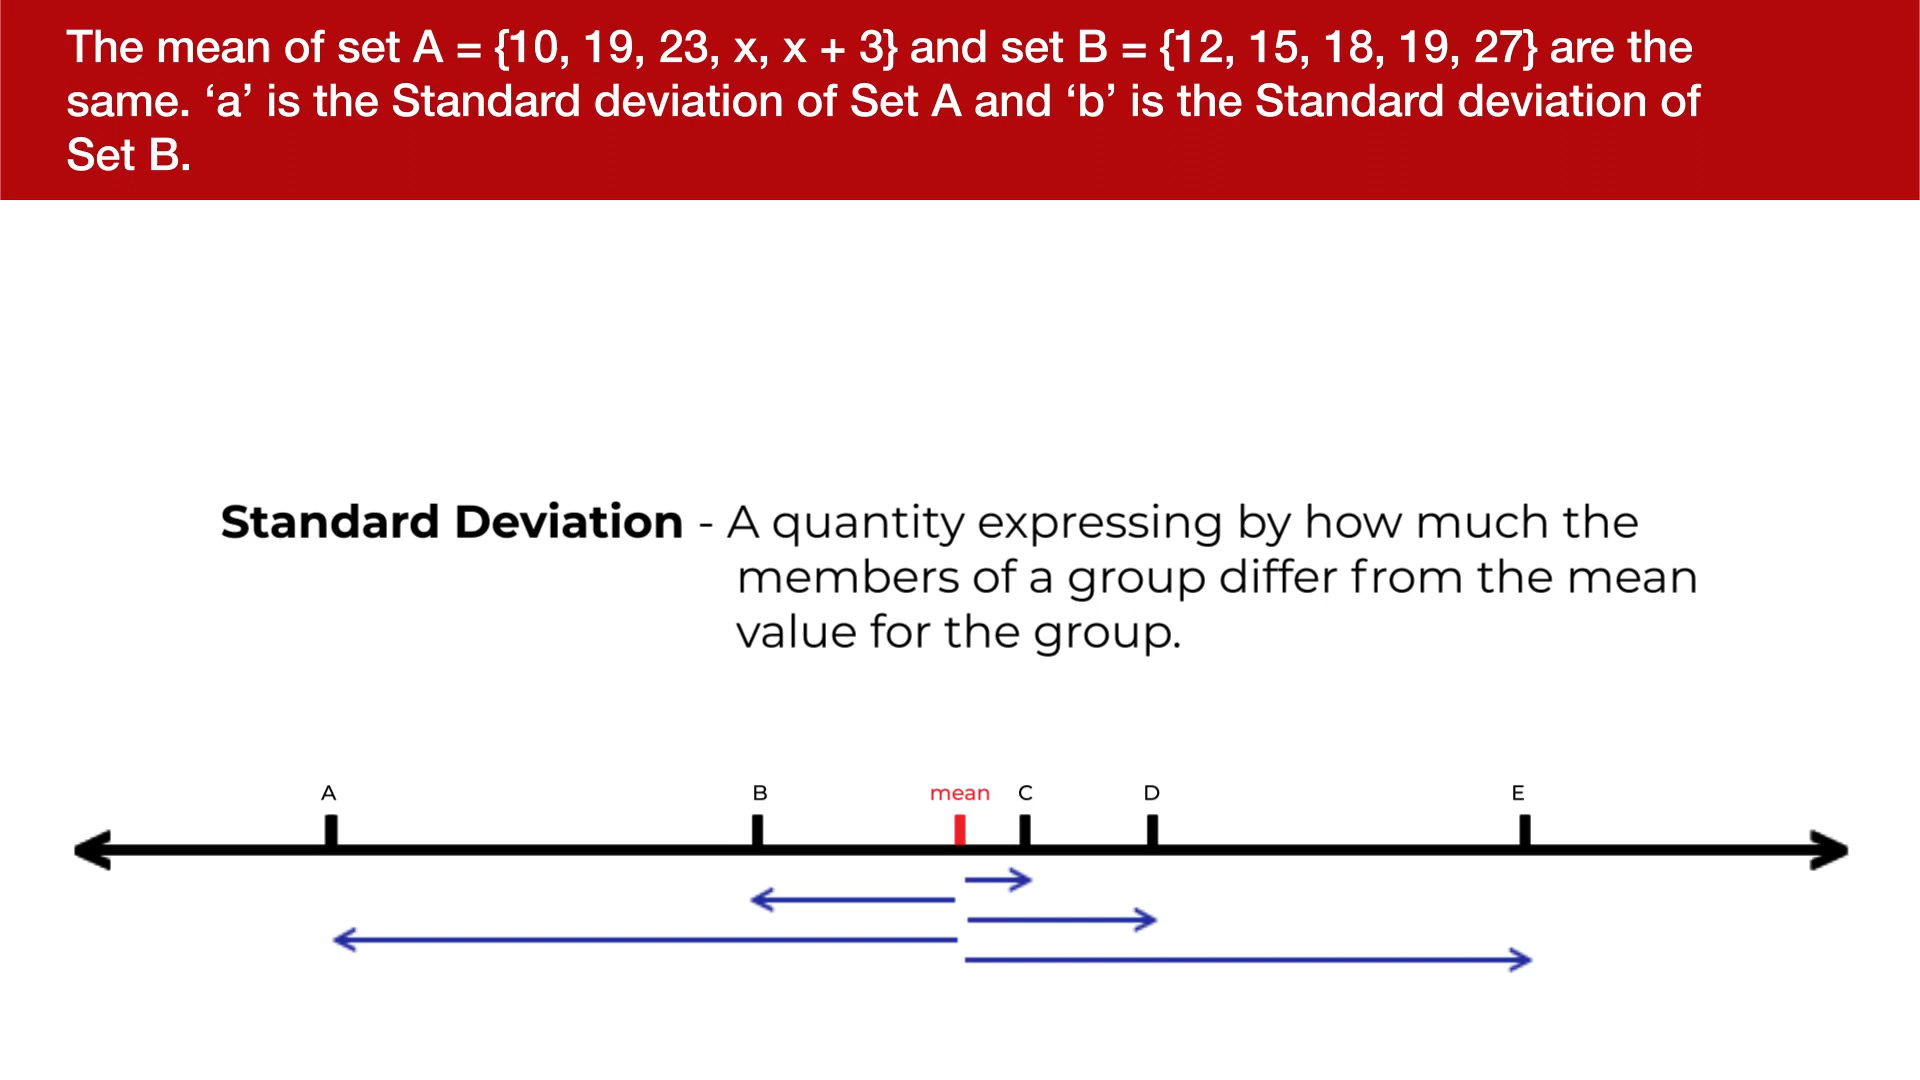 The mean of set A = {10, 19, 23, x, x + 3} and set B = {12, 15, 18, 19, 27} are the
same. ‘a’ is the Standard deviation of Set A and ‘b’ is the Standard deviation of
Set B.
Standard Deviation - A quantity expressing by how much the
members of a group differ from the mean
value for the group.
A B mean C D E